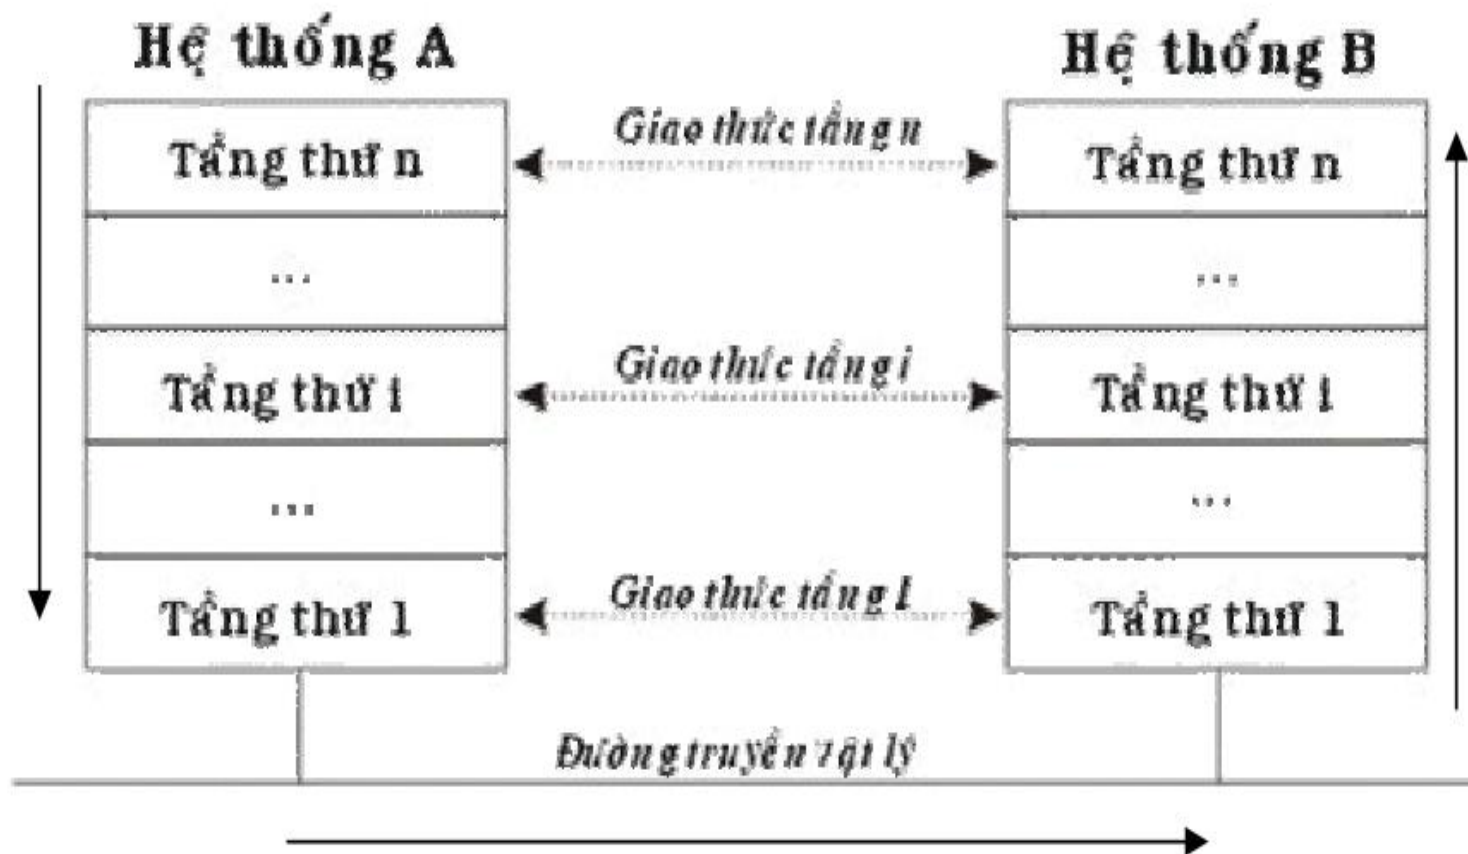 Hệ thống A
Hệ thống B
Tầng thứ n
Giao thức tầng n
Tầng thứ n
...
...
Tầng thứ i
Giao thức tầng i
Tầng thứ i
...
...
Tầng thứ 1
Giao thức tầng 1
Tầng thứ 1
Đường truyền vật lý